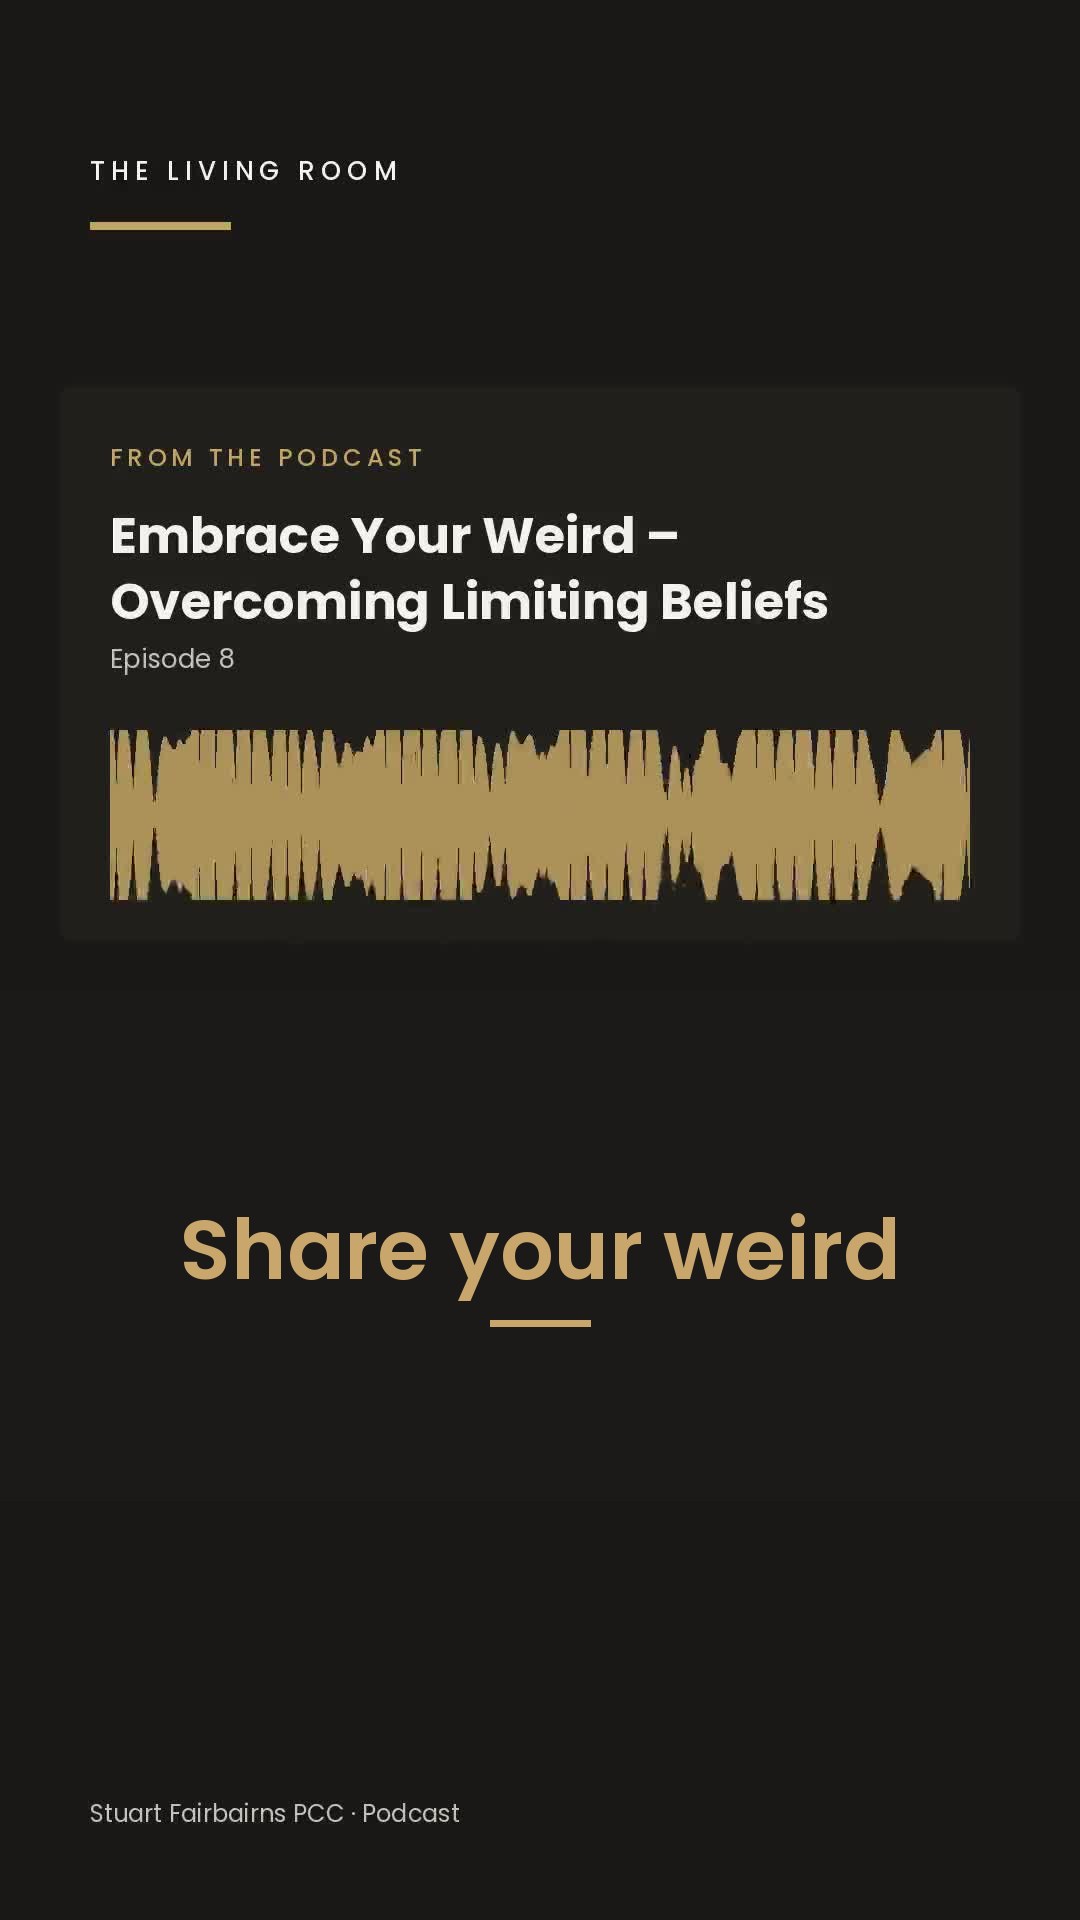 THE LIVING ROOM
FROM THE PODCAST
Embrace Your Weird –
Overcoming Limiting Beliefs
Episode 8
Share your weird
Stuart Fairbairns PCC · Podcast